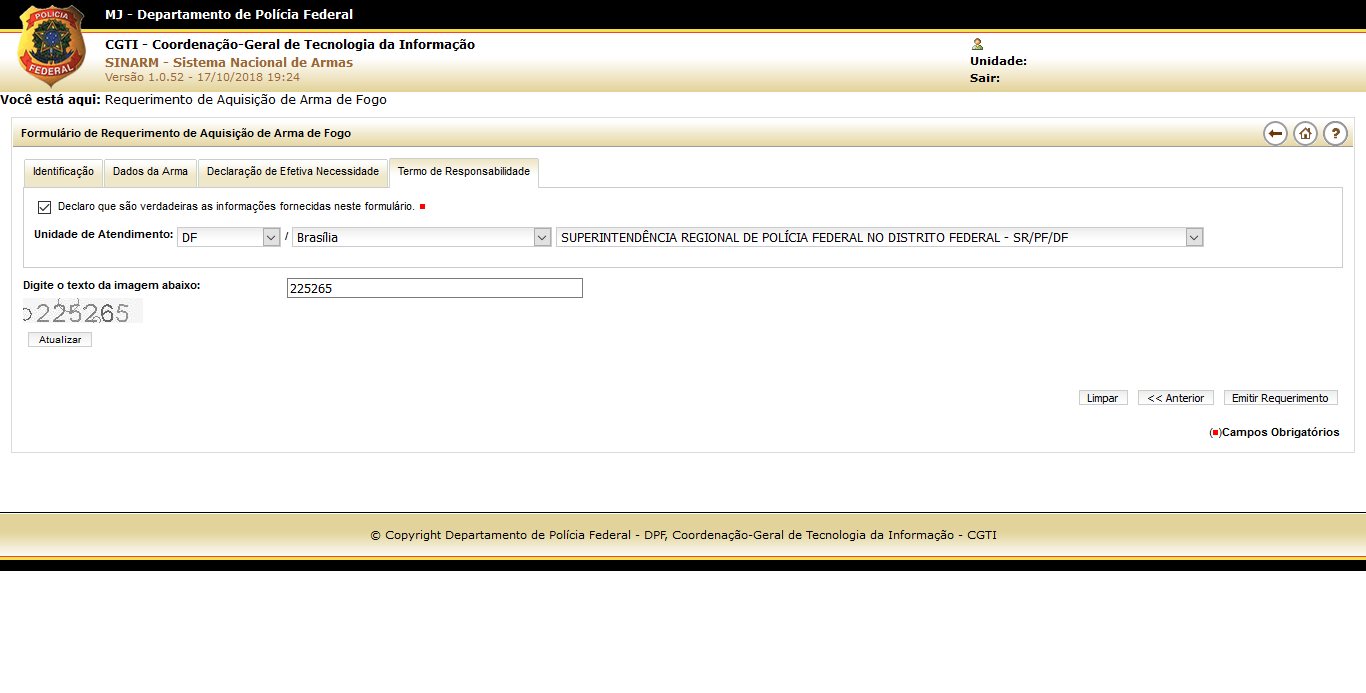 POLICIA
FEDERAL
MJ - Departamento de Polícia Federal
CGTI - Coordenação-Geral de Tecnologia da Informação
SINARM - Sistema Nacional de Armas
Versão 1.0.52 - 17/10/2018 19:24
Unidade:
Sair:
Você está aqui: Requerimento de Aquisição de Arma de Fogo
Formulário de Requerimento de Aquisição de Arma de Fogo
?
Identificação Dados da Arma Declaração de Efetiva Necessidade Termo de Responsabilidade
Declaro que são verdadeiras as informações fornecidas neste formulário.
Unidade de Atendimento: DF / Brasília SUPERINTENDÊNCIA REGIONAL DE POLÍCIA FEDERAL NO DISTRITO FEDERAL - SR/PF/DF
Digite o texto da imagem abaixo: 225265
225265
Atualizar
Limpar << Anterior Emitir Requerimento
( )Campos Obrigatórios
© Copyright Departamento de Polícia Federal - DPF, Coordenação-Geral de Tecnologia da Informação - CGTI